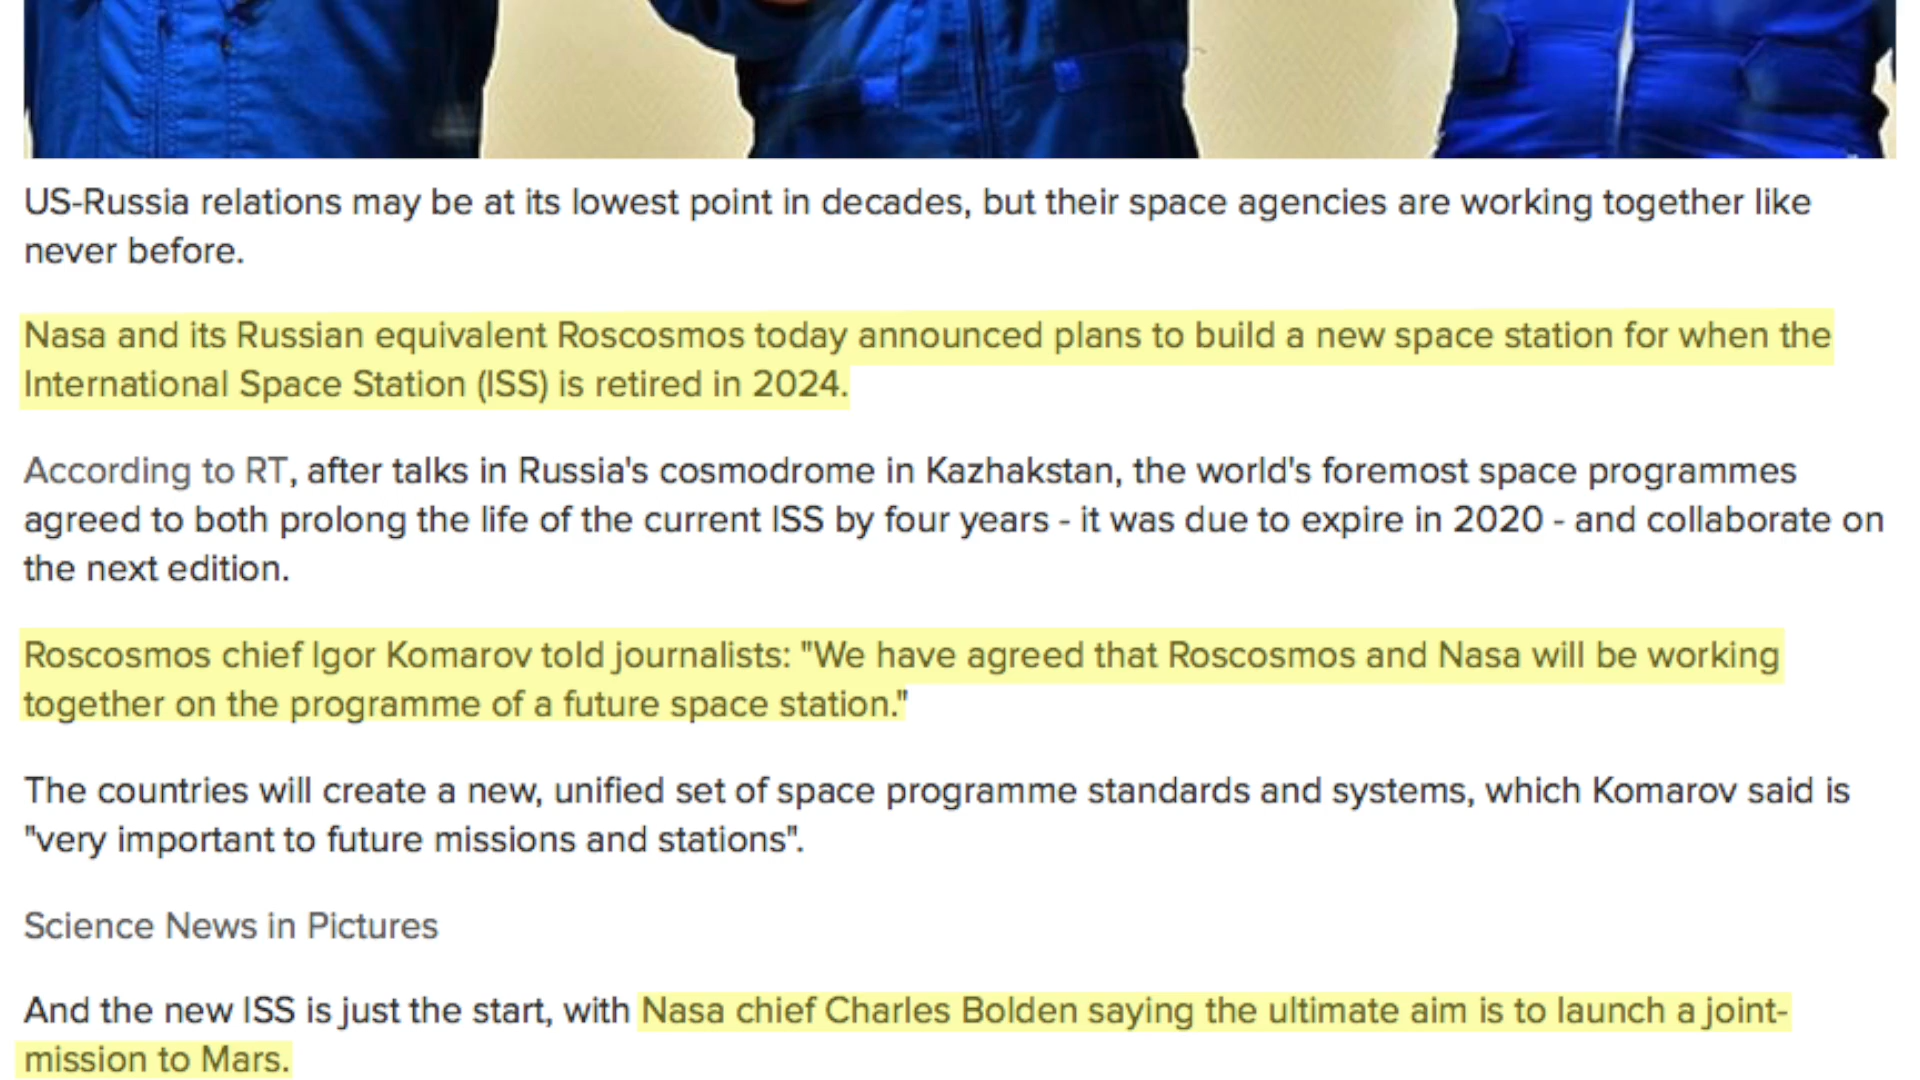 US-Russia relations may be at its lowest point in decades, but their space agencies are working together like
never before.
Nasa and its Russian equivalent Roscosmos today announced plans to build a new space station for when the
International Space Station (ISS) is retired in 2024.
According to RT, after talks in Russia's cosmodrome in Kazhakstan, the world's foremost space programmes
agreed to both prolong the life of the current ISS by four years - it was due to expire in 2020 - and collaborate on
the next edition.
Roscosmos chief Igor Komarov told journalists: "We have agreed that Roscosmos and Nasa will be working
together on the programme of a future space station."
The countries will create a new, unified set of space programme standards and systems, which Komarov said is
"very important to future missions and stations".
Science News in Pictures
And the new ISS is just the start, with Nasa chief Charles Bolden saying the ultimate aim is to launch a joint-
mission to Mars.